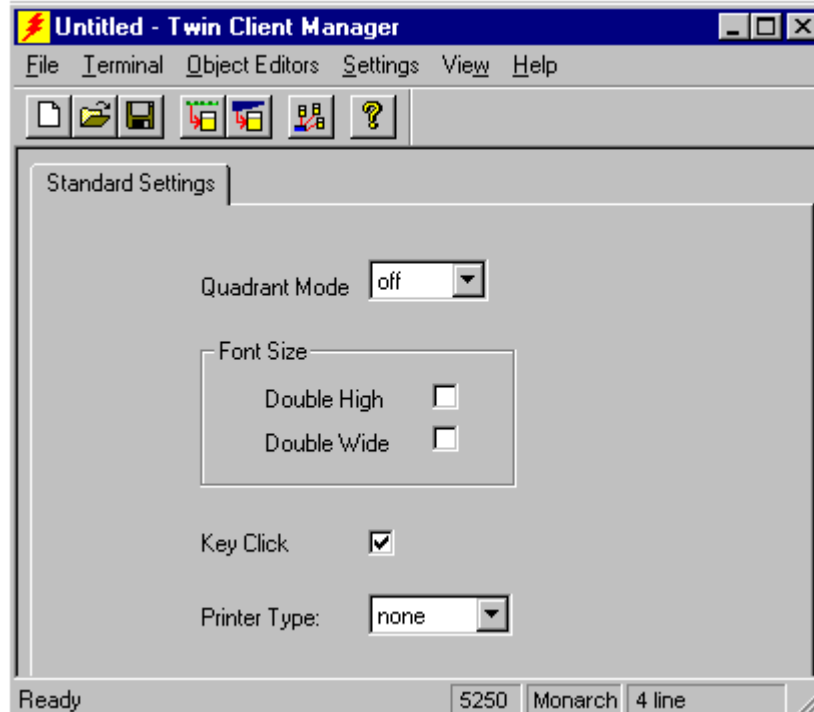 Untitled - Twin Client Manager
File Terminal Object Editors Settings View Help
Standard Settings
Quadrant Mode off
Font Size
Double High
Double Wide
Key Click
Printer Type: none
Ready 5250 Monarch 4 line